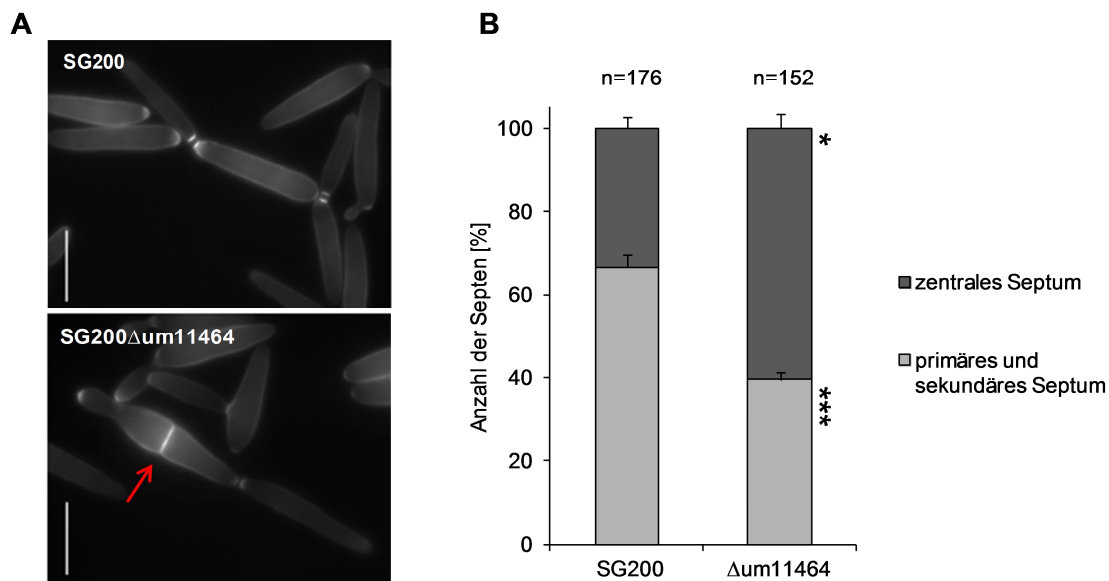 A
SG200
SG200Δum11464
B
n=176
n=152
Anzahl der Septen [%]
100
80
60
40
20
0
*
***
SG200
Δum11464
zentrales Septum
primäres und
sekundäres Septum